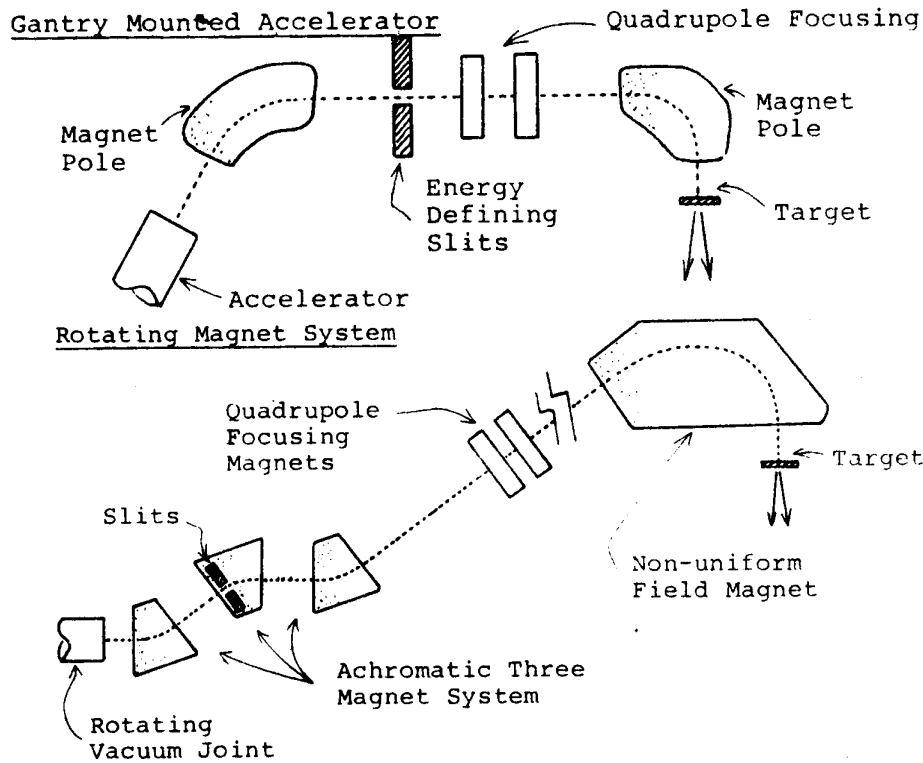 Gantry Mounted Accelerator
Quadrupole Focusing
Magnet
Pole
Magnet
Pole
Energy
Defining
Slits
Target
Accelerator
Rotating Magnet System
Quadrupole
Focusing
Magnets
Target
Slits
Non-uniform
Field Magnet
Achromatic Three
Magnet System
Rotating
Vacuum Joint